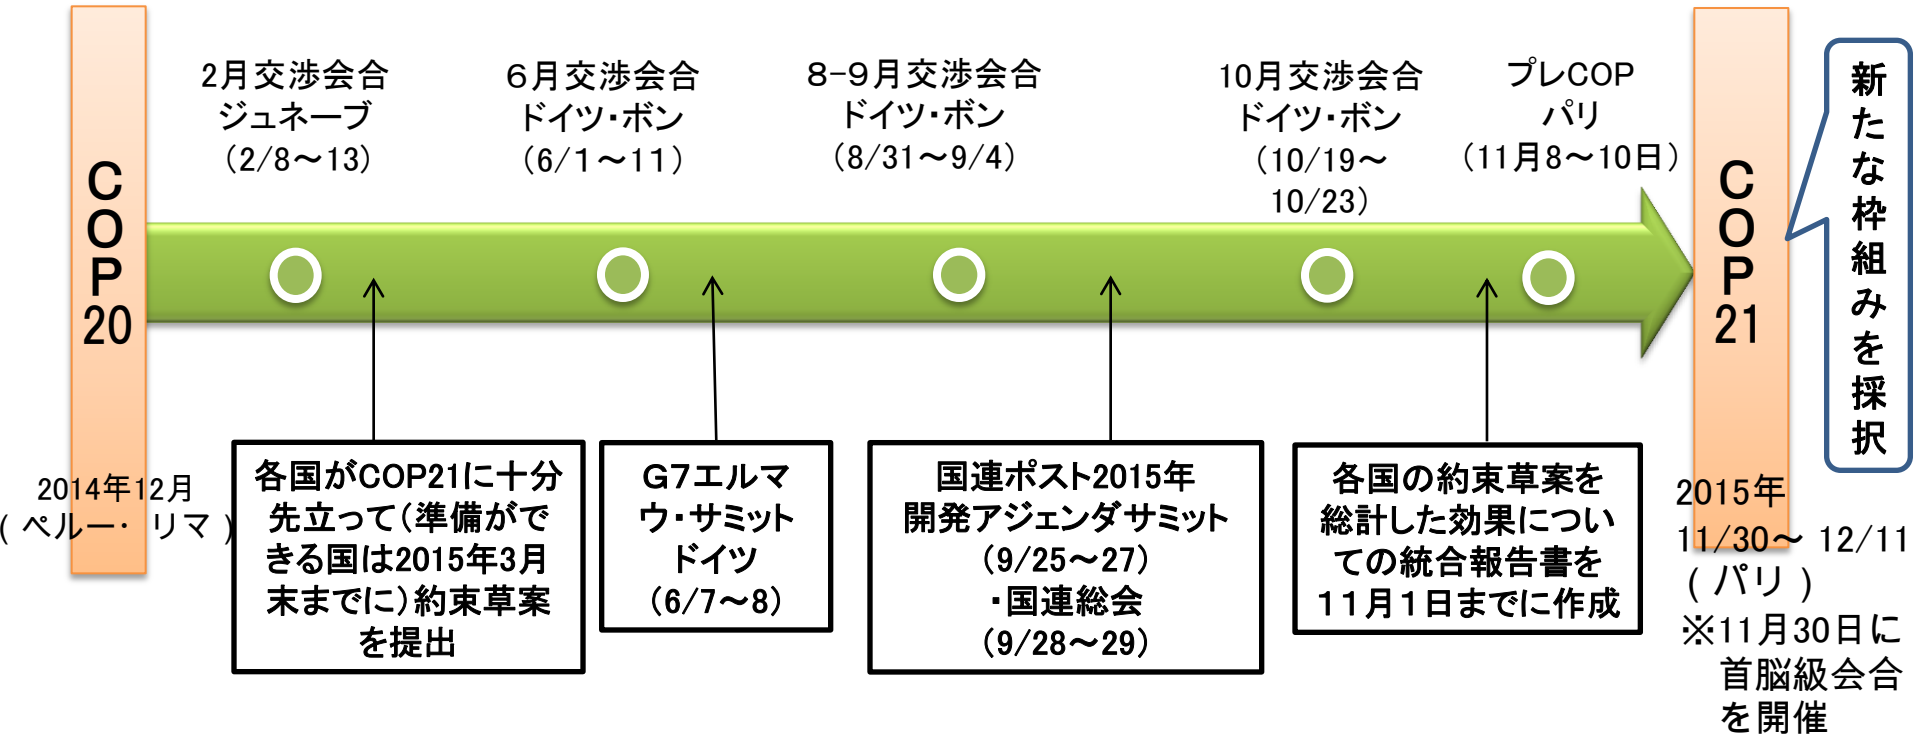 COP20
2014年12月
(ペルー・リマ)
2月交渉会合
ジュネーブ
（2/8～13）
６月交渉会合
ドイツ・ボン
（6/１～11）
８-９月交渉会合
ドイツ・ボン
（8/31～9/4）
10月交渉会合
ドイツ・ボン
（10/19～
10/23）
プレCOP
パリ
（11月8～10日）
各国がCOP21に十分
先立って（準備がで
きる国は2015年3月
末までに）約束草案
を提出
Ｇ７エルマ
ウ・サミット
ドイツ
（6/7～8）
国連ポスト2015年
開発アジェンダサミット
（9/25～27）
・国連総会
（9/28～29）
各国の約束草案を
総計した効果につい
ての統合報告書を
１１月１日までに作成
COP21
2015年
11/30～ 12/11
(パリ)
※11月30日に
首脳級会合
を開催
新たな枠組みを採択